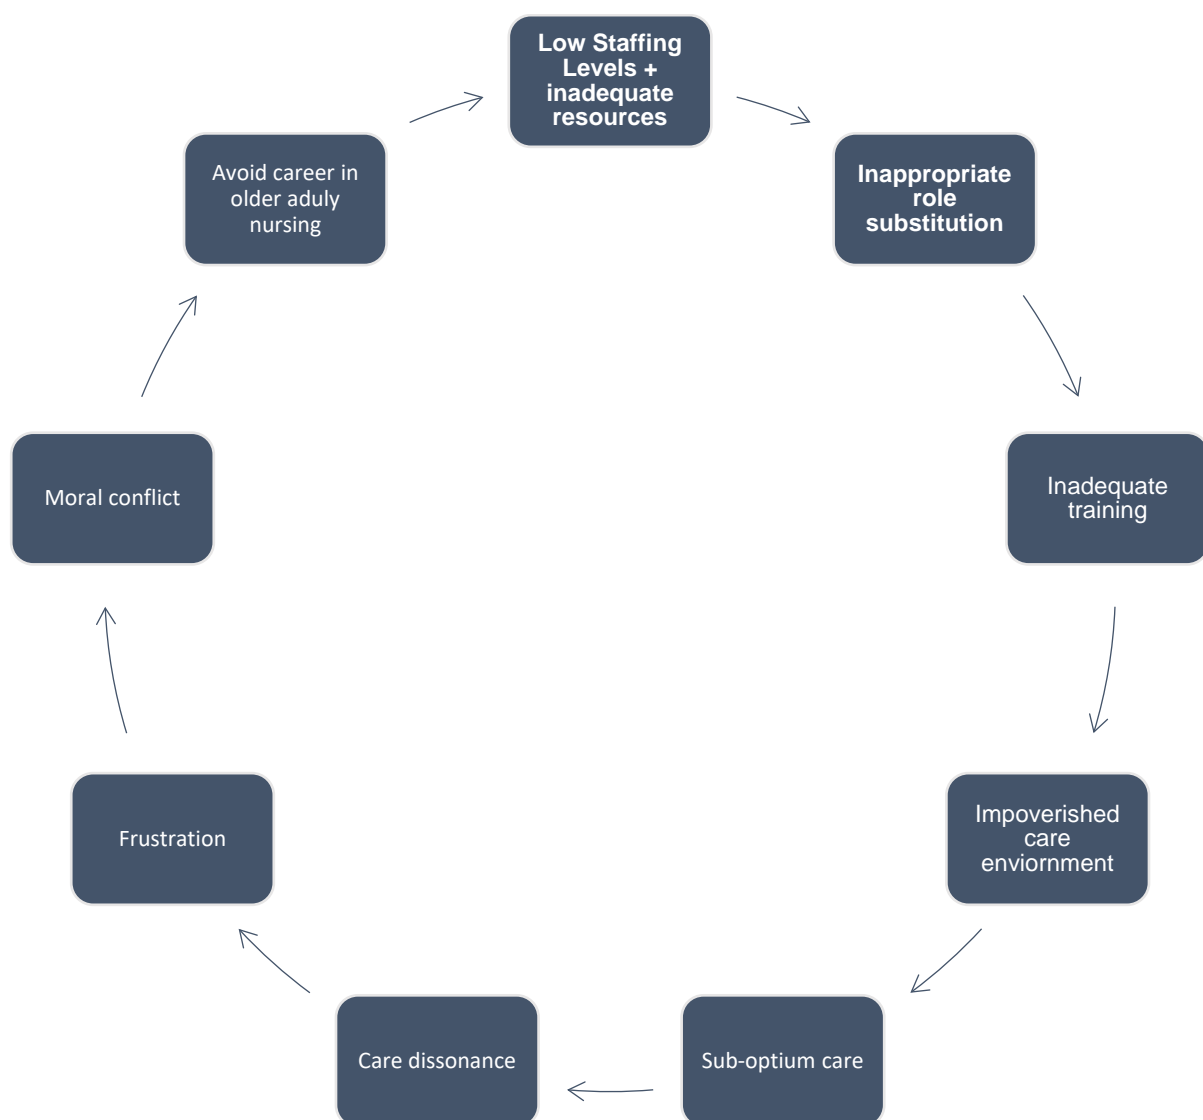 Low Staffing
Levels +
inadequate
resources
Inappropriate
role
substitution
Inadequate
training
Impoverished
care
enviornment
Sub-optium care
Care dissonance
Frustration
Moral conflict
Avoid career in
older aduly
nursing